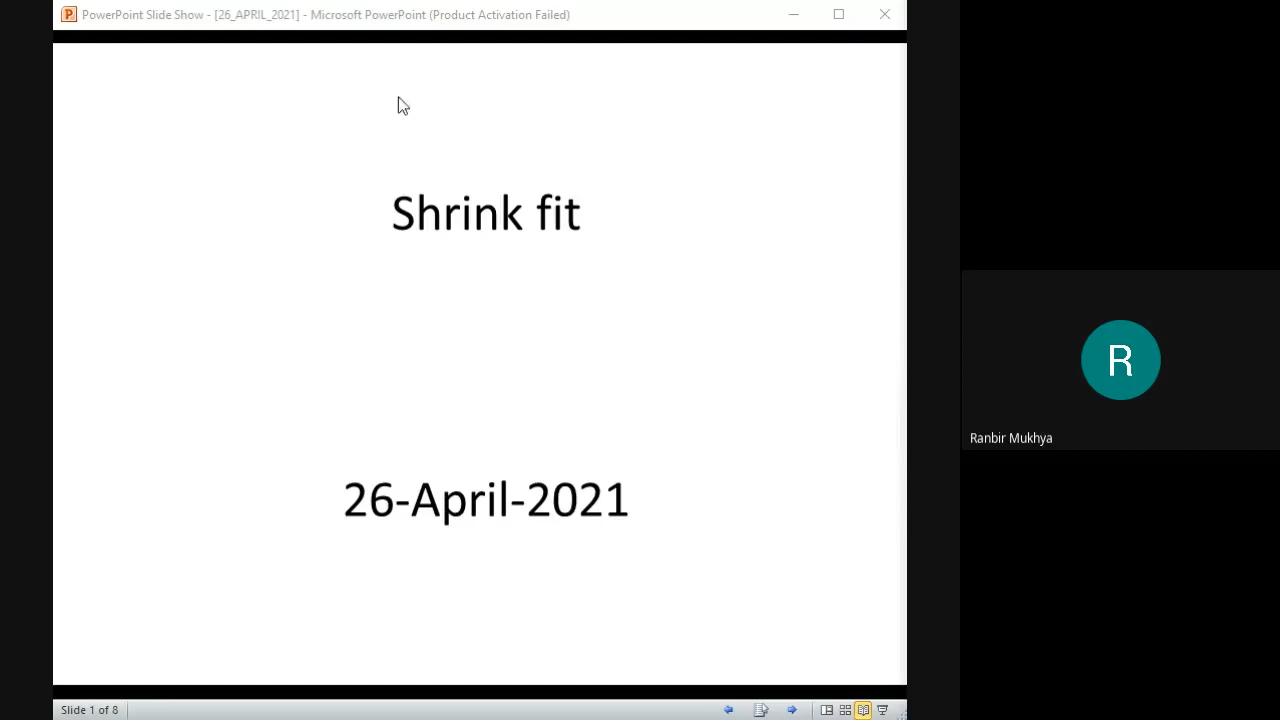 PowerPoint Slide Show - [26_APRIL_2021] - Microsoft PowerPoint (Product Activation Failed)
Shrink fit
26-April-2021
R
Ranbir Mukhya
Slide 1 of 8